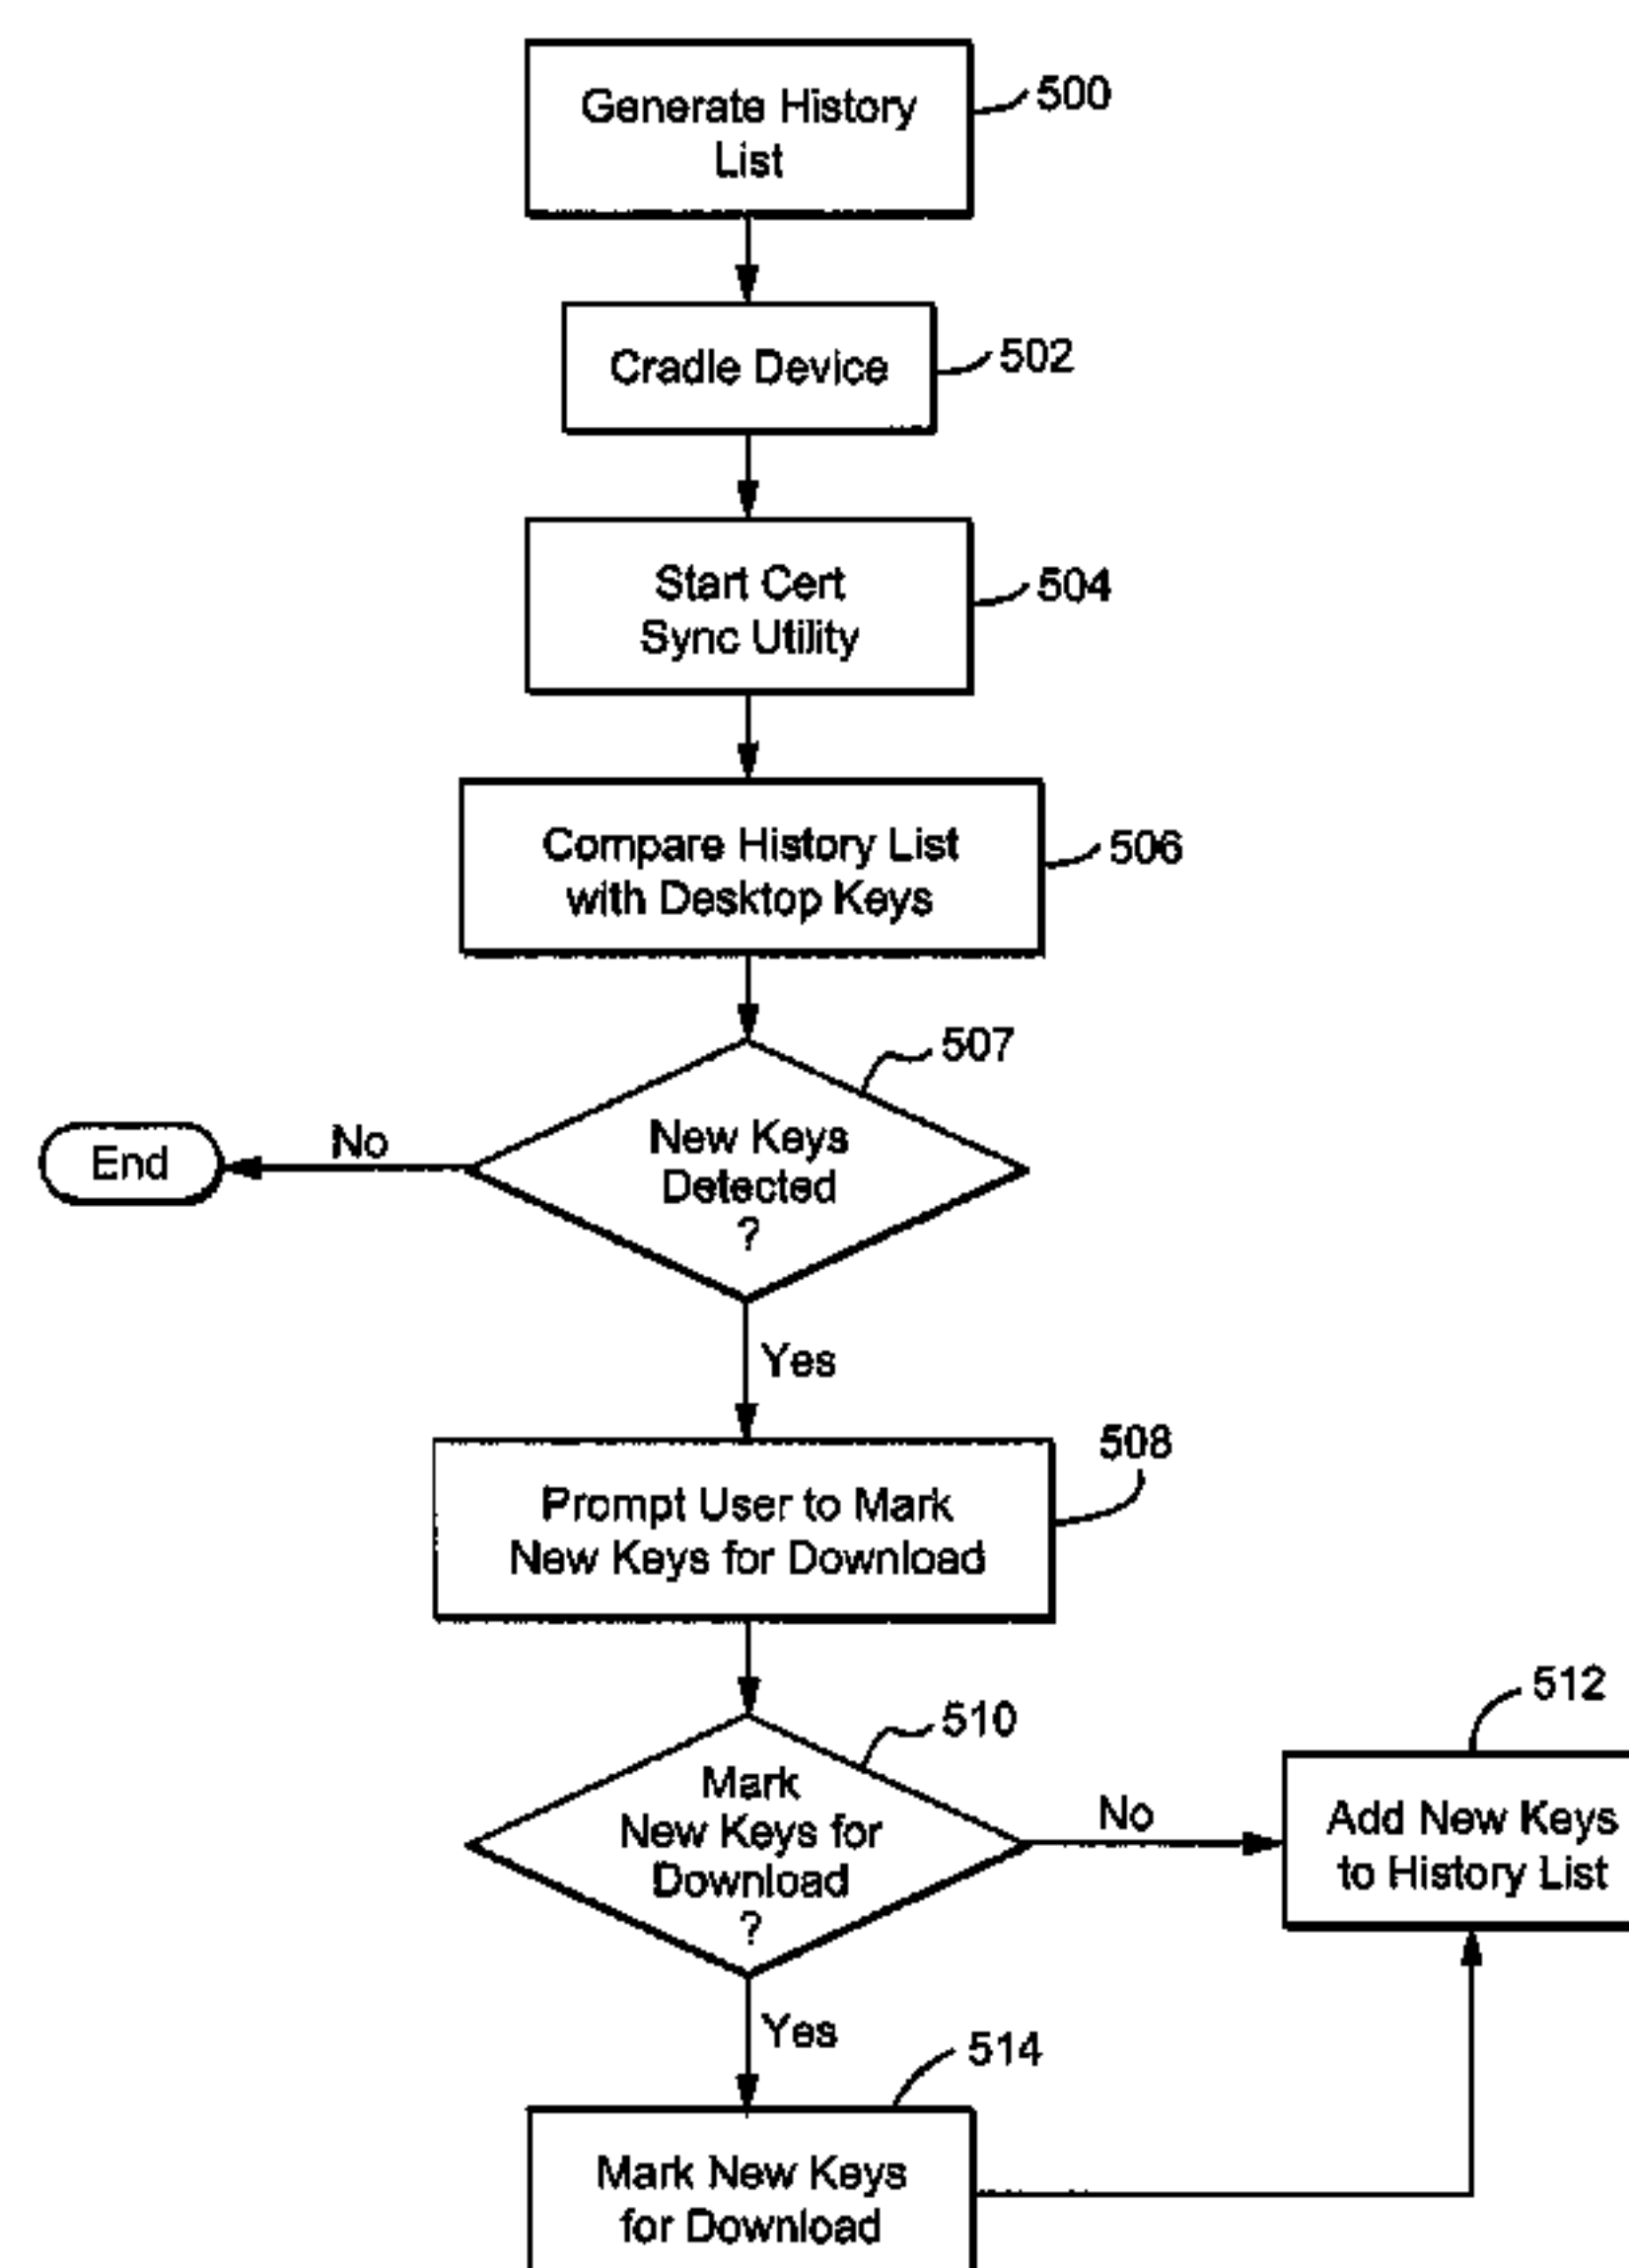 Generate History
List
500
Cradle Device
502
Start Cert
Sync Utility
504
Compare History List
with Desktop Keys
506
507
New Keys
Detected
?
No
End
Yes
508
Prompt User to Mark
New Keys for Download
510
Mark
New Keys for
Download
?
No
512
Add New Keys
to History List
Yes
514
Mark New Keys
for Download